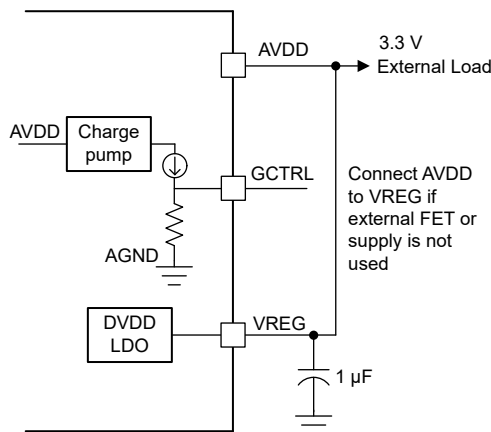 AVDD
3.3 V
External Load
AVDD
Charge
pump
GCTRL
Connect AVDD
to VREG if
external FET or
supply is not
used
AGND
DVDD
LDO
VREG
1 µF